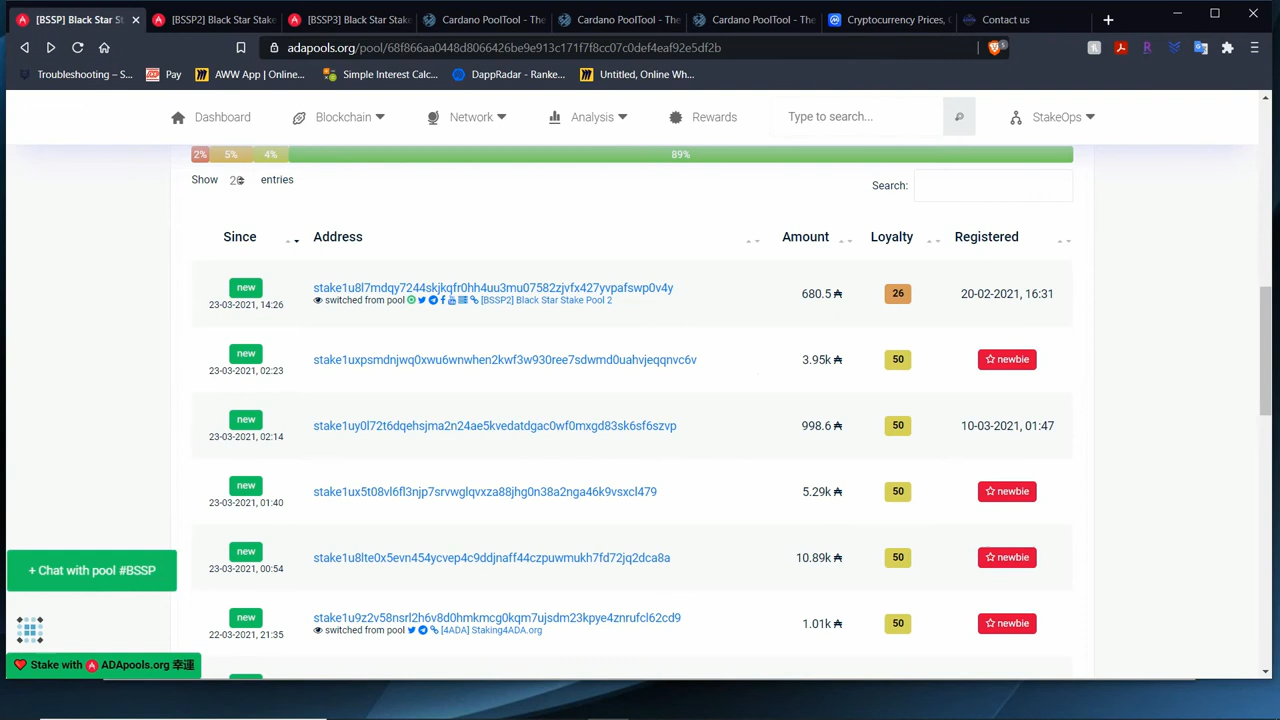 [BSSP] Black Star St
[BSSP2] Black Star Stake
[BSSP3] Black Star Stake
Cardano PoolTool - The
Cardano PoolTool - The
Cardano PoolTool - The
Cryptocurrency Prices, C
Contact us
adapools.org/pool/68f866aa0448d8066426be9e913c171f7f8cc07c0def4eaf92e5df2b
5
Troubleshooting – S...
Pay
AWW App | Online...
Simple Interest Calc...
DappRadar - Ranke...
Untitled, Online Wh...
Dashboard
Blockchain
Network
Analysis
Rewards
Type to search...
StakeOps
2%
5%
4%
89%
Show
entries
Search:
Since
Address
Amount
Loyalty
Registered
new
23-03-2021, 14:26
stake1u8l7mdqy7244skjkqfr0hh4uu3mu07582zjvfx427yvpafswp0v4y
switched from pool [BSSP2] Black Star Stake Pool 2
680.5 ₳
26
20-02-2021, 16:31
new
23-03-2021, 02:23
stake1uxpsmdnjwq0xwu6wnwhen2kwf3w930ree7sdwmd0uahvjeqqnvc6v
3.95k ₳
50
newbie
new
23-03-2021, 02:14
stake1uy0l72t6dqehsjma2n24ae5kvedatdgac0wf0mxgd83sk6sf6szvp
998.6 ₳
50
10-03-2021, 01:47
new
23-03-2021, 01:40
stake1ux5t08vl6fl3njp7srvwglqvxza88jhg0n38a2nga46k9vsxcl479
5.29k ₳
50
newbie
new
23-03-2021, 00:54
stake1u8lte0x5evn454ycvep4c9ddjnaff44czpuwmukh7fd72jq2dca8a
10.89k ₳
50
newbie
new
22-03-2021, 21:35
stake1u9z2v58nsrl2h6v8d0hmkmcg0kqm7ujsdm23kpye4znrufcl62cd9
switched from pool [4ADA] Staking4ADA.org
1.01k ₳
50
newbie
+ Chat with pool #BSSP
Stake with ADApools.org 幸運